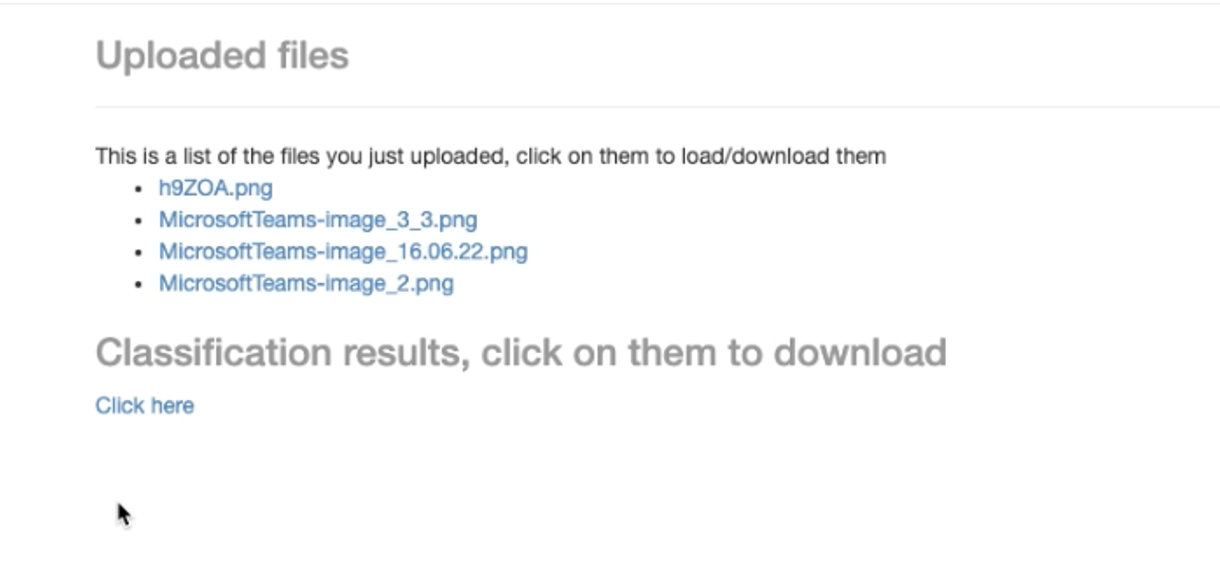 Uploaded files
This is a list of the files you just uploaded, click on them to load/download them
h9ZOA.png
MicrosoftTeams-image_3_3.png
MicrosoftTeams-image_16.06.22.png
MicrosoftTeams-image_2.png
Classification results, click on them to download
Click here